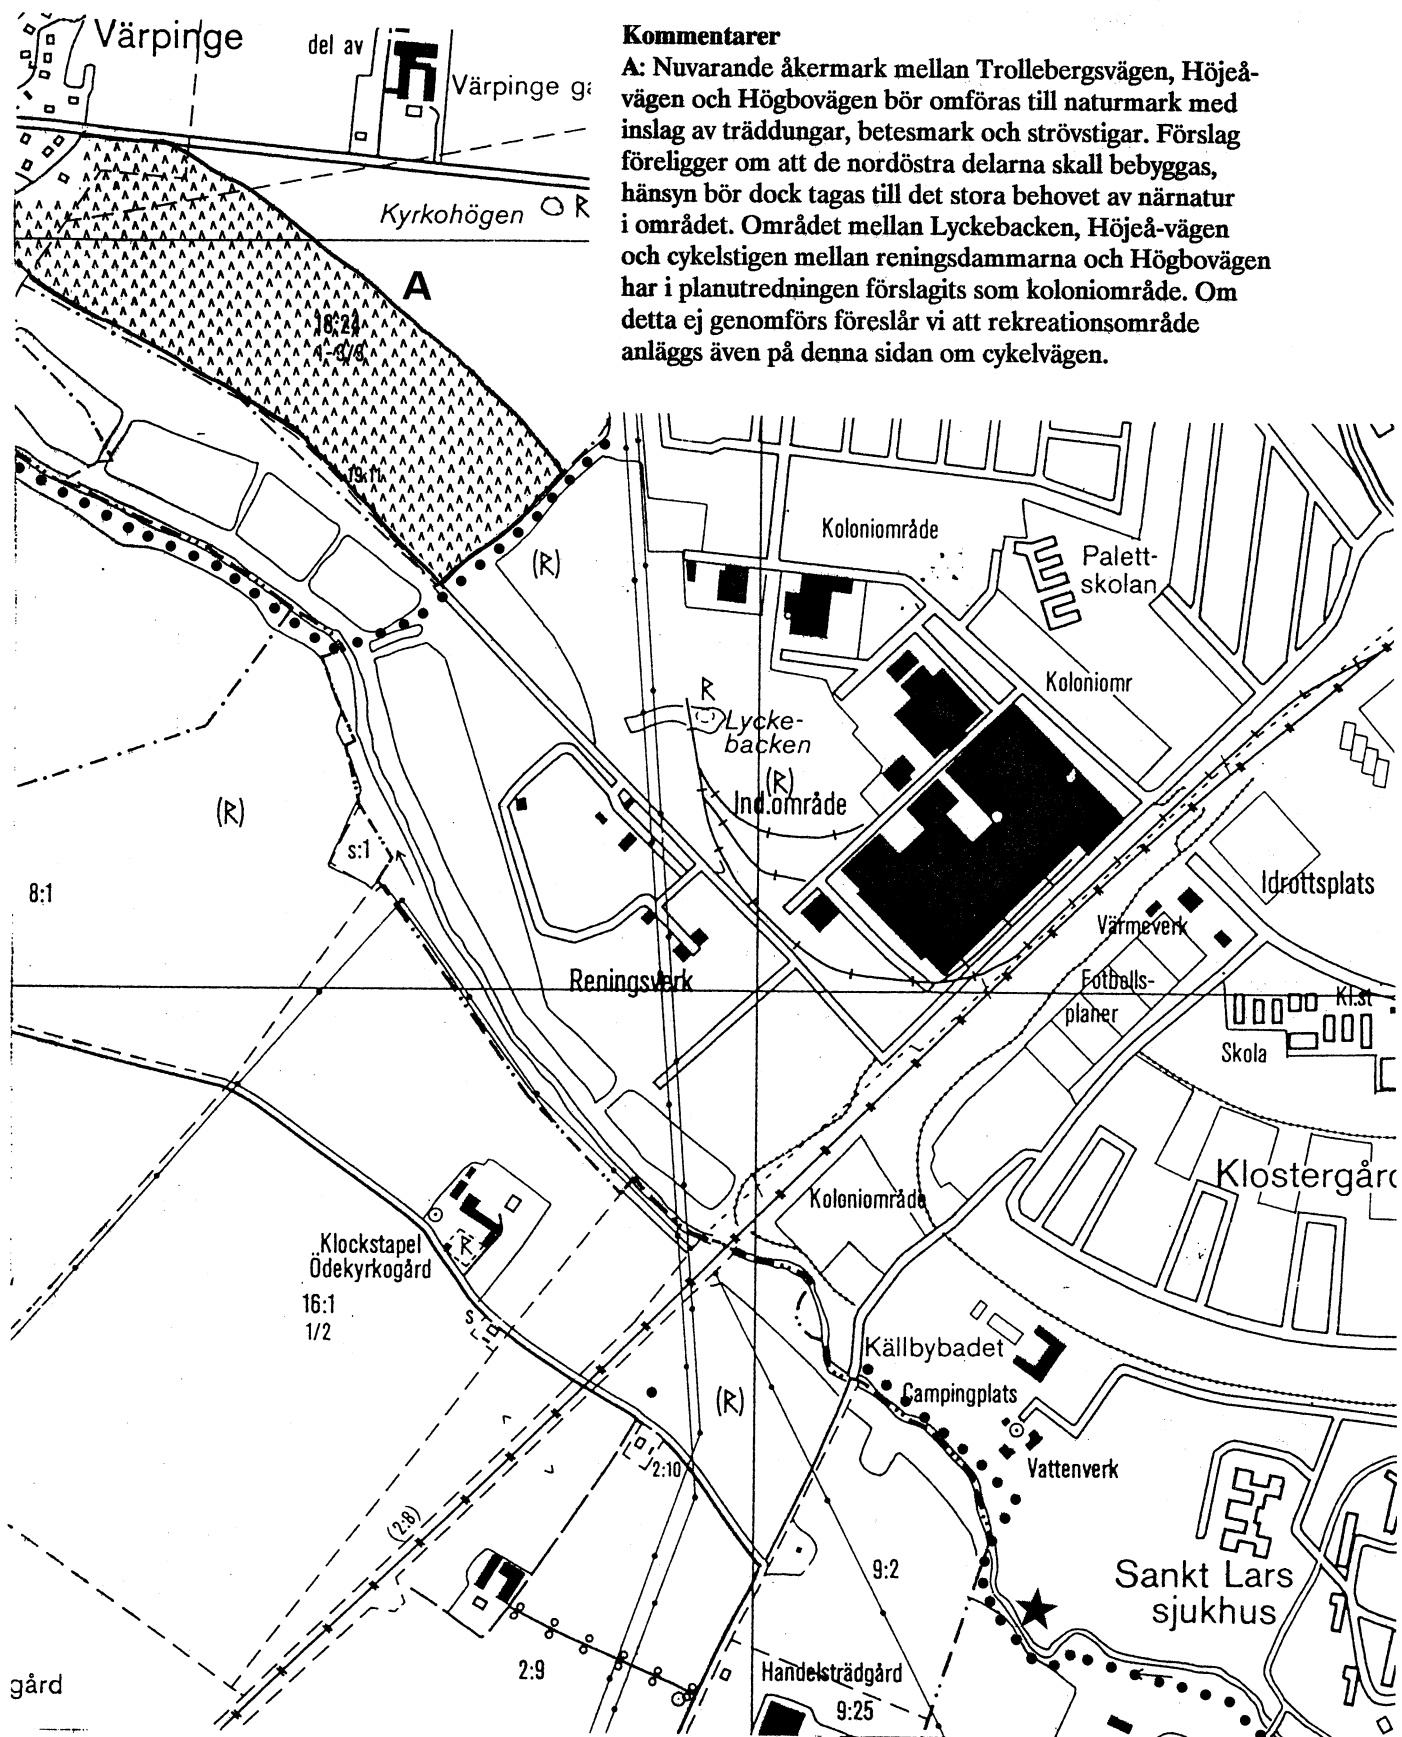 Värpinge
del av
Värpinge gå
Kommentarer
A: Nuvarande åkermark mellan Trollebergsvägen, Höjeå-
vägen och Högbovägen bör omföras till naturmark med
inslag av träddungar, betesmark och strövstigar. Förslag
föreligger om att de nordöstra delarna skall bebyggas,
hänsyn bör dock tagas till det stora behovet av närnatur
i området. Området mellan Lyckebacken, Höjeå-vägen
och cykelstigen mellan reningsdammarna och Högbovägen
har i planutredningen förslagits som koloniområde. Om
detta ej genomförs föreslår vi att rekreationsområde
anläggs även på denna sidan om cykelvägen.
Kyrkohögen R
A
18:24
19:11
Koloniområde
Palett-
skolan
(R)
Koloniomr
R
Lycke-
backen
(R)
Ind.område
(R)
s:1
8:1
Idrottsplats
Värmeverk
Reningsverk
Fotbolls-
planer
Kl.st
Skola
Klostergård
Koloniområde
R
Klockstapel
Ödekyrkogård
16:1
1/2
s
Källbybadet
Campingplats
(R)
Vattenverk
2:10
(2:8)
9:2
Sankt Lars
sjukhus
2:9
Handelsträdgård
9:25
gård